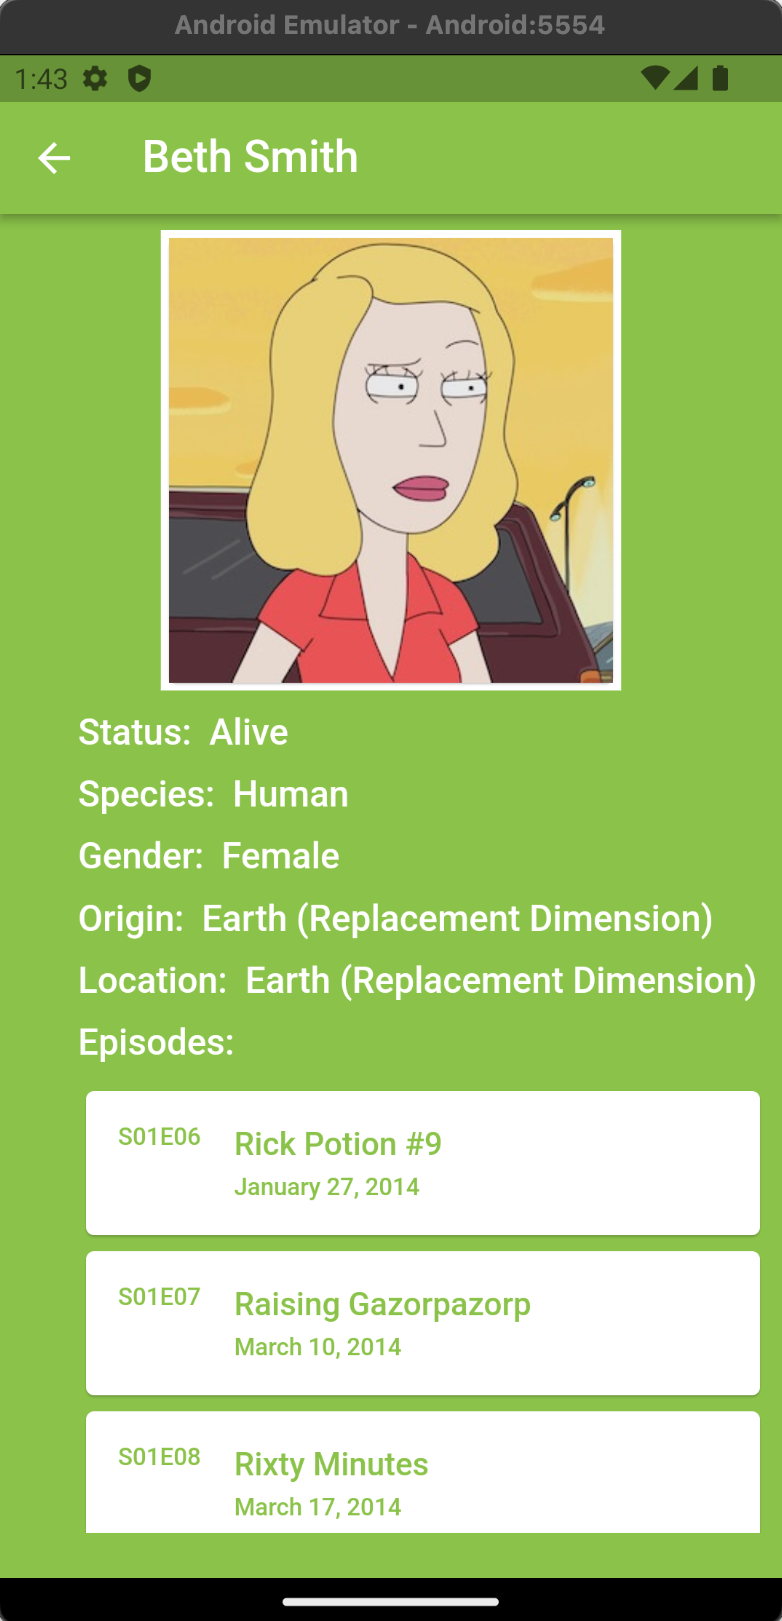 Android Emulator - Android:5554
1:43
Beth Smith
Status: Alive
Species: Human
Gender: Female
Origin: Earth (Replacement Dimension)
Location: Earth (Replacement Dimension)
Episodes:
S01E06 Rick Potion #9
January 27, 2014
S01E07 Raising Gazorpazorp
March 10, 2014
S01E08 Rixty Minutes
March 17, 2014